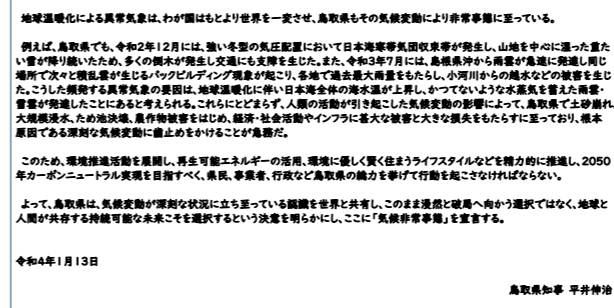 地球温暖化による異常気象は、わが国はもとより世界を一変させ、鳥取県もその気候変動により非常事態に至っている。
例えば、鳥取県でも、令和2年12月には、強い冬型の気圧配置において日本海寒帯気団収束帯が発生し、山地を中心に湿った重た
い雪が降り続いたため、多くの倒木が発生し交通にも支障を生じた。また、令和3年7月には、島根県沖から雨雲が急速に発達し同じ
場所で次々と積乱雲が生じるバックビルディング現象が起こり、各地で過去最大雨量をもたらし、小河川からの越水などの被害を生じ
た。こうした頻発する異常気象の要因は、地球温暖化に伴い日本海全体の海水温が上昇し、かつてないような水蒸気を蓄えた雨雲・
雪雲が発達したことにあると考えられる。これらにとどまらず、人類の活動が引き起こした気候変動の影響によって、鳥取県で土砂崩れ
大規模浸水、ため池決壊、農作物被害をはじめ、経済・社会活動やインフラに甚大な被害と大きな損失をもたらすに至っており、根本
原因である深刻な気候変動に歯止めをかけることが急務だ。
このため、環境推進活動を展開し、再生可能エネルギーの活用、環境に優しく賢く住まうライフスタイルなどを精力的に推進し、2050
年カーボンニュートラル実現を目指すべく、県民、事業者、行政など鳥取県の総力を挙げて行動を起こさなければならない。
よって、鳥取県は、気候変動が深刻な状況に立ち至っている認識を世界と共有し、このまま漫然と破局へ向かう選択ではなく、地球と
人間が共存する持続可能な未来こそを選択するという決意を明らかにし、ここに「気候非常事態」を宣言する。
令和4年1月13日
鳥取県知事 平井伸治